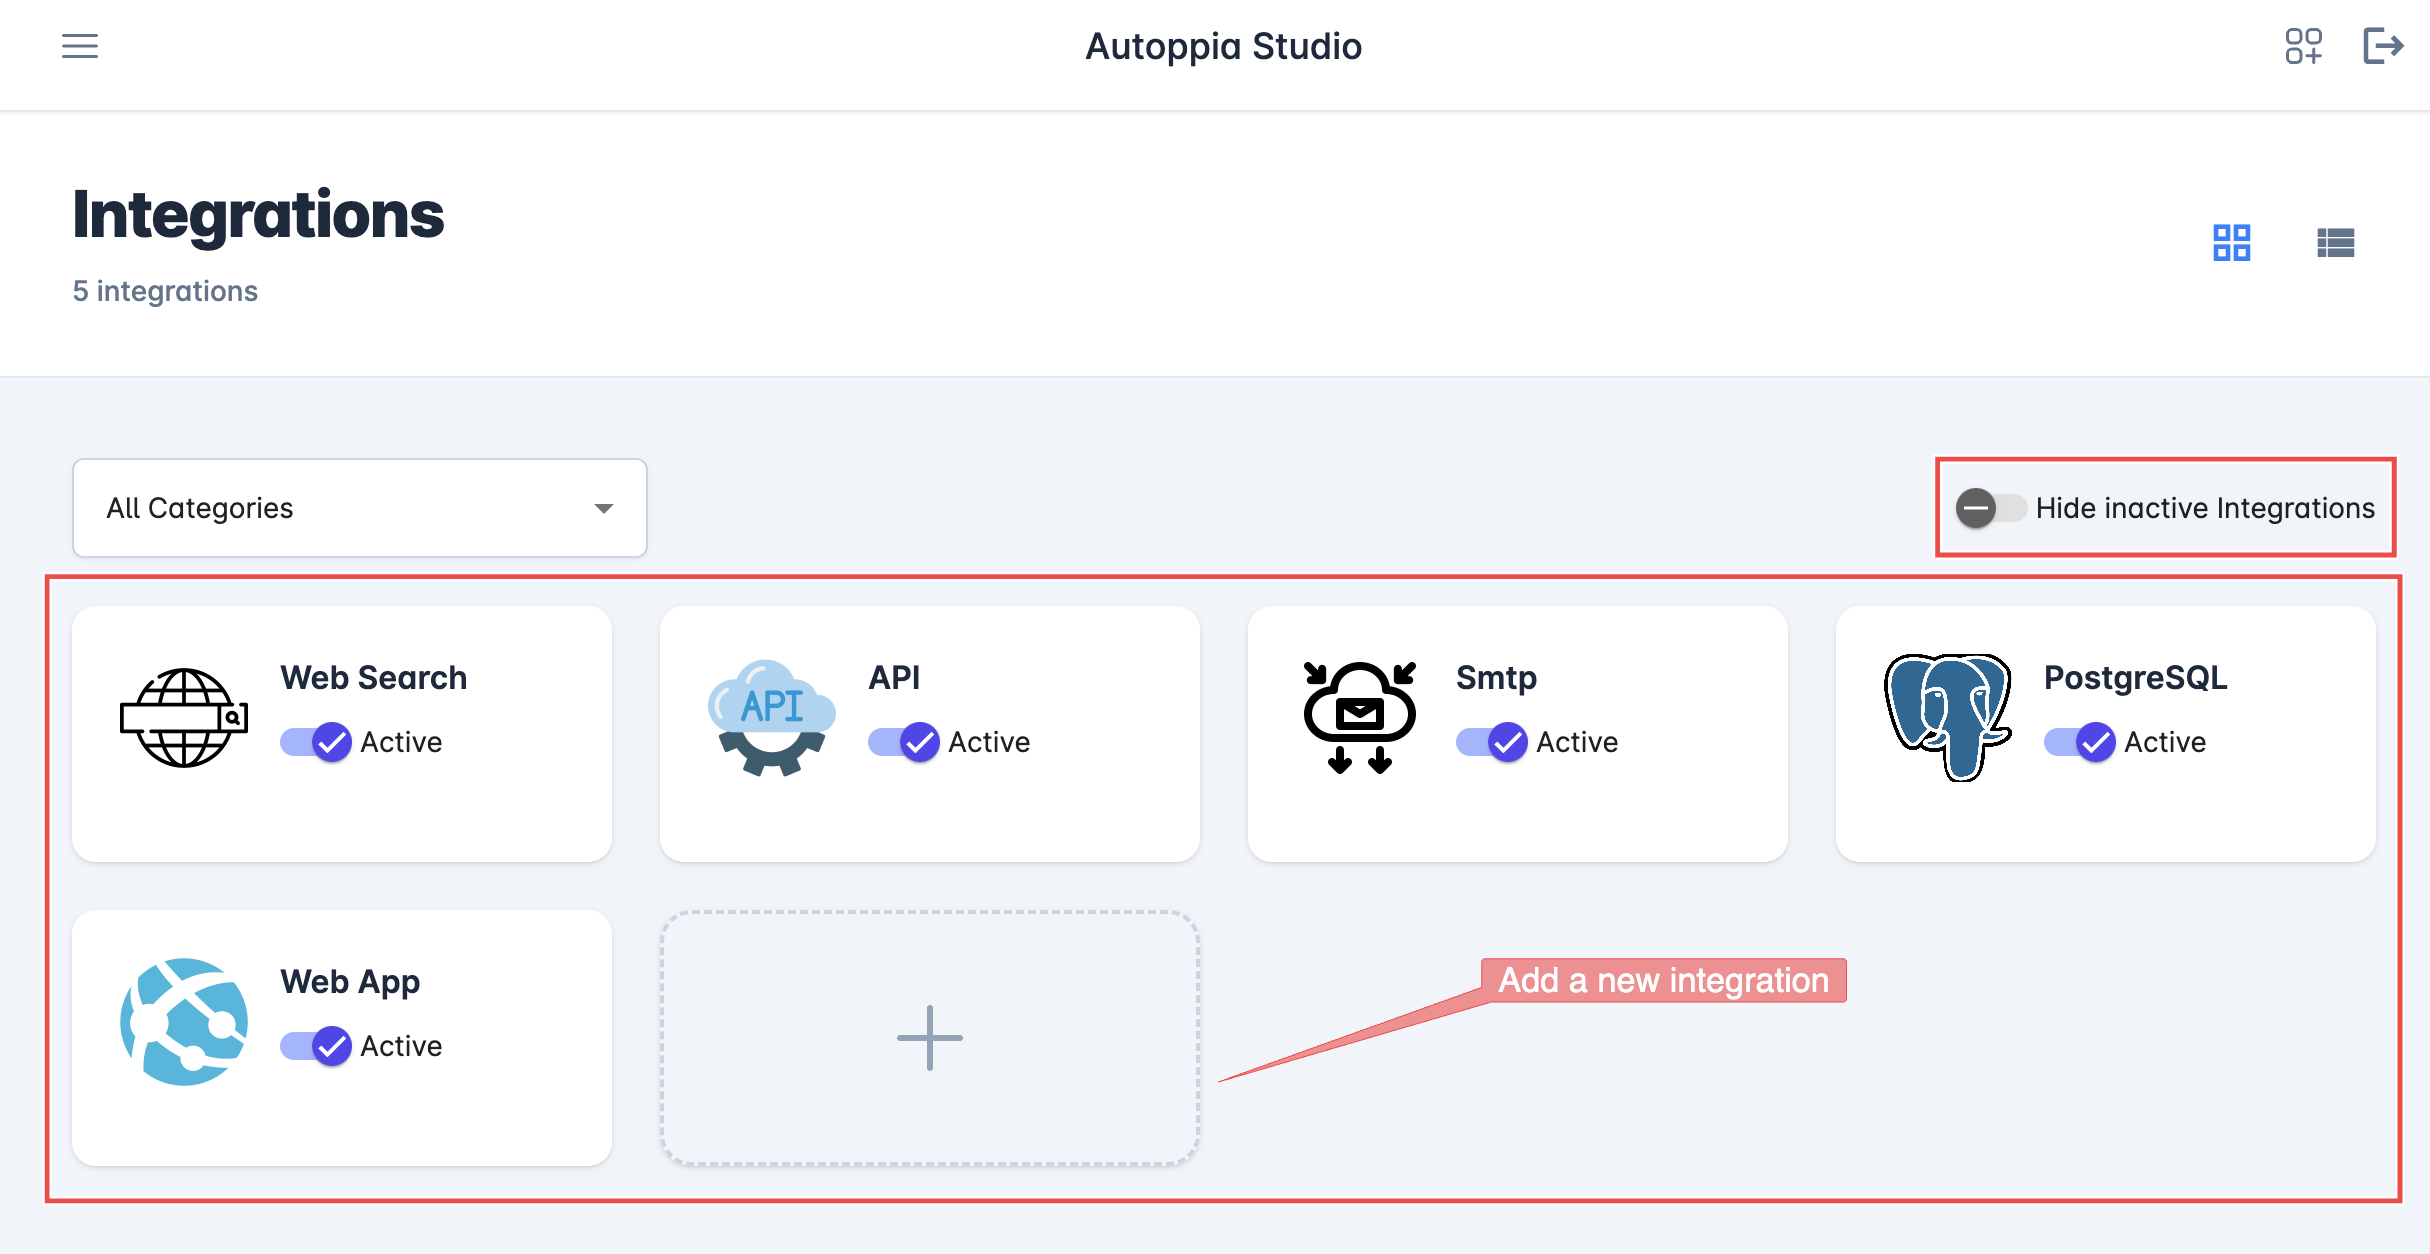 Autoppia Studio
Integrations
5 integrations
All Categories
Hide inactive Integrations
Web Search
Active
API
API
Active
Smtp
Active
PostgreSQL
Active
Web App
Active
Add a new integration